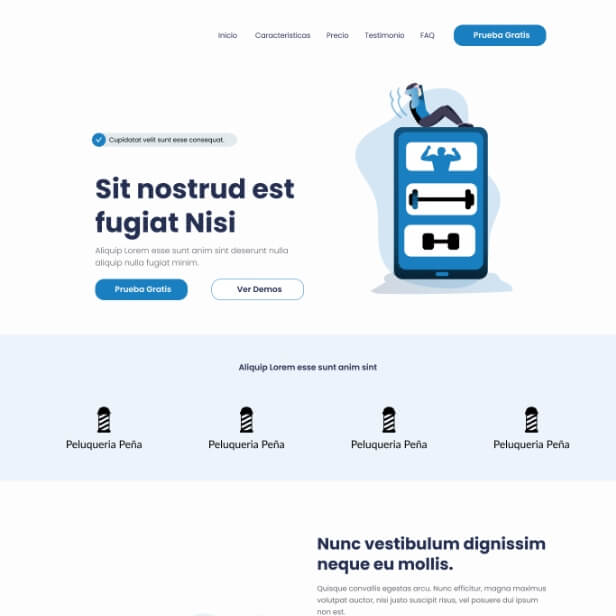 Inicio
Caracteristicas
Precio
Testimonio
FAQ
Prueba Gratis
Cupidatat velit sunt esse consequat.
Sit nostrud est
fugiat Nisi
Aliquip Lorem esse sunt anim sint deserunt nulla
aliquip nulla fugiat minim.
Prueba Gratis
Ver Demos
Aliquip Lorem esse sunt anim sint
Peluqueria Peña
Peluqueria Peña
Peluqueria Peña
Peluqueria Peña
Nunc vestibulum dignissim
neque eu mollis.
Quisque convallis egestas arcu. Nunc efficitur, magna maximus
volutpat auctor, nisi justo suscipit risus, vel posuere dui ipsum
non est.